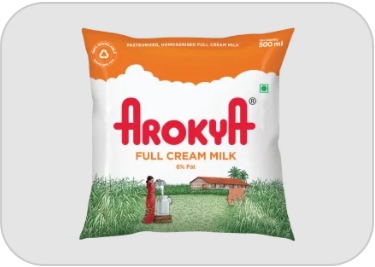 PASTEURISED, HOMOGENISED FULL CREAM MILK
500 ml
AROKYA®
FULL CREAM MILK
6% Fat